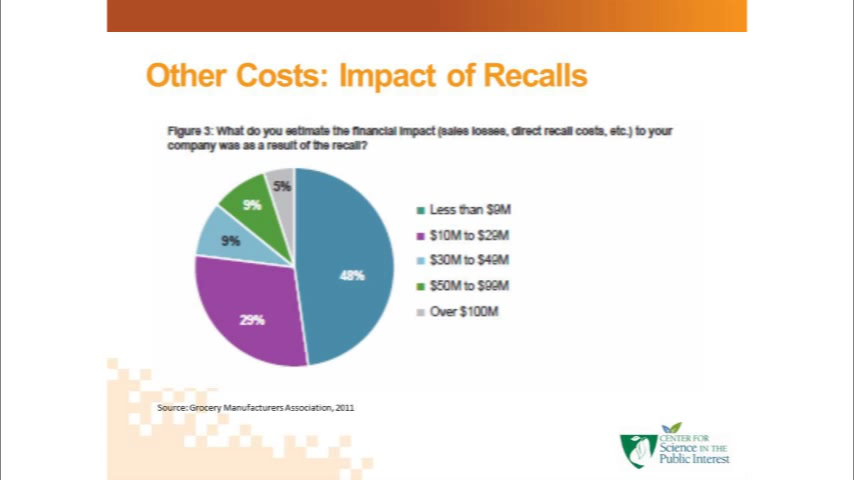 Other Costs: Impact of Recalls
Figure 3: What do you estimate the financial impact (sales losses, direct recall costs, etc.) to your
company was as a result of the recall?
5%
9%
9%
48%
29%
Less than $9M
$10M to $29M
$30M to $49M
$50M to $99M
Over $100M
Source: Grocery Manufacturers Association, 2011
CENTER FOR
Science IN THE
Public Interest